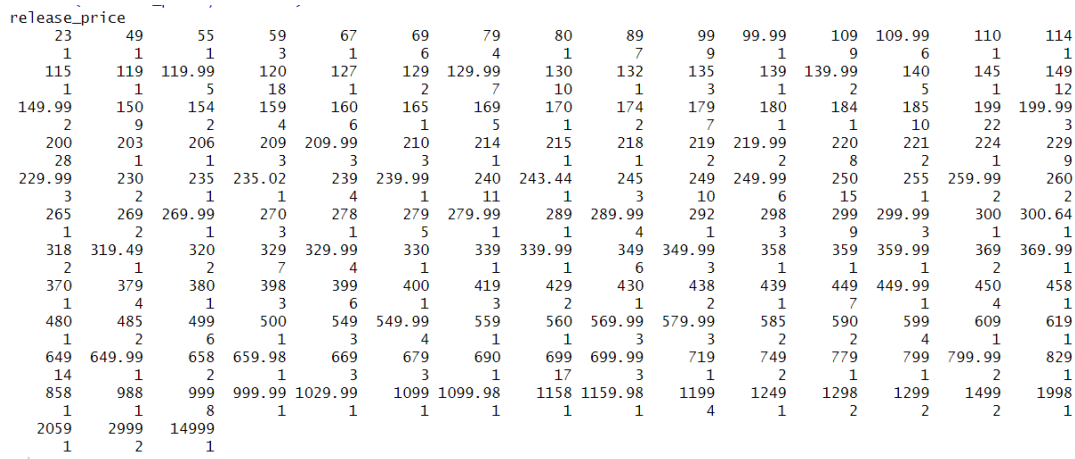 release_price
23 49 55 59 67 69 79 80 89 99 99.99 109 109.99 110 114
1 1 1 3 1 6 4 1 7 9 1 9 6 1 1
115 119 119.99 120 127 129 129.99 130 132 135 139 139.99 140 145 149
1 1 5 18 1 2 7 10 1 3 1 2 5 1 12
149.99 150 154 159 160 165 169 170 174 179 180 184 185 199 199.99
2 9 2 4 6 1 5 1 2 7 1 1 10 22 3
200 203 206 209 209.99 210 214 215 218 219 219.99 220 221 224 229
28 1 1 3 3 3 1 1 1 2 2 8 2 1 9
229.99 230 235 235.02 239 239.99 240 243.44 245 249 249.99 250 255 259.99 260
3 2 1 1 4 1 11 1 3 10 6 15 1 2 2
265 269 269.99 270 278 279 279.99 289 289.99 292 298 299 299.99 300 300.64
1 2 1 3 1 5 1 1 4 1 3 9 3 1 1
318 319.49 320 329 329.99 330 339 339.99 349 349.99 358 359 359.99 369 369.99
2 1 2 7 4 1 1 1 6 3 1 1 1 2 1
370 379 380 398 399 400 419 429 430 438 439 449 449.99 450 458
1 4 1 3 6 1 3 2 1 2 1 7 1 4 1
480 485 499 500 549 549.99 559 560 569.99 579.99 585 590 599 609 619
1 2 6 1 3 4 1 1 3 3 2 2 4 1 1
649 649.99 658 659.98 669 679 690 699 699.99 719 749 779 799 799.99 829
14 1 2 1 3 3 1 17 3 1 2 1 1 2 1
858 988 999 999.99 1029.99 1099 1099.98 1158 1159.98 1199 1249 1298 1299 1499 1998
1 1 8 1 1 1 1 1 1 4 1 2 2 2 1
2059 2999 14999
1 2 1